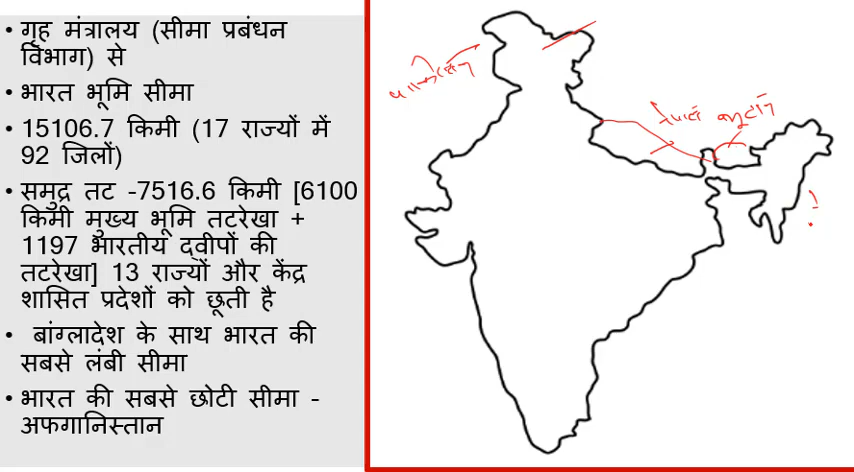 • गृह मंत्रालय (सीमा प्रबंधन
विभाग) से
• भारत भूमि सीमा
• 15106.7 किमी (17 राज्यों में
92 जिलों)
• समुद्र तट -7516.6 किमी [6100
किमी मुख्य भूमि तटरेखा +
1197 भारतीय द्वीपों की
तटरेखा] 13 राज्यों और केंद्र
शासित प्रदेशों को छूती है
• बांग्लादेश के साथ भारत की
सबसे लंबी सीमा
• भारत की सबसे छोटी सीमा -
अफगानिस्तान